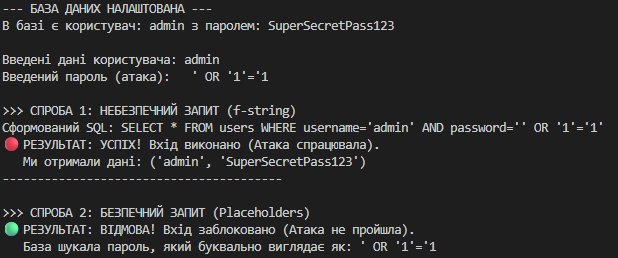 --- БАЗА ДАНИХ НАЛАШТОВАНА ---
В базі є користувач: admin з паролем: SuperSecretPass123
Введені дані користувача: admin
Введений пароль (атака):   ' OR '1'='1
>>> СПРОБА 1: НЕБЕЗПЕЧНИЙ ЗАПИТ (f-string)
Сформований SQL: SELECT * FROM users WHERE username='admin' AND password='' OR '1'='1'
🔴 РЕЗУЛЬТАТ: УСПІХ! Вхід виконано (Атака спрацювала).
Ми отримали дані: ('admin', 'SuperSecretPass123')
----------------------------------------
>>> СПРОБА 2: БЕЗПЕЧНИЙ ЗАПИТ (Placeholders)
🟢 РЕЗУЛЬТАТ: ВІДМОВА! Вхід заблоковано (Атака не пройшла).
База шукала пароль, який буквально виглядає як: ' OR '1'='1